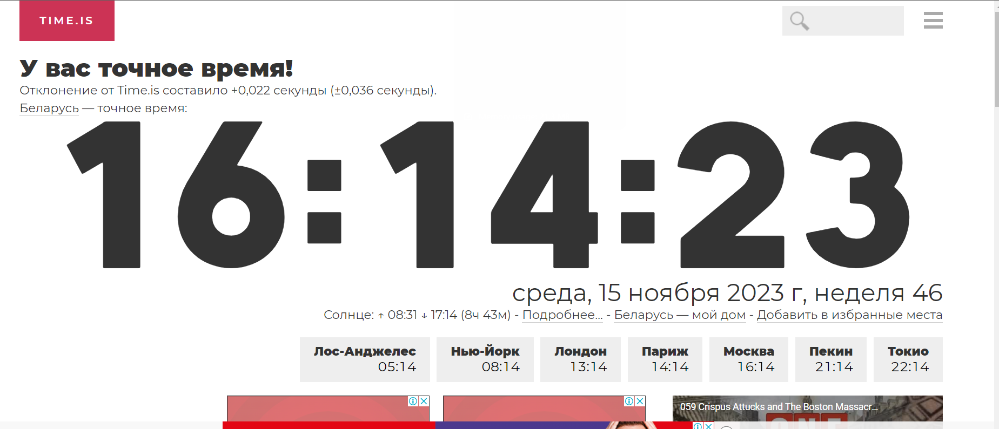 TIME.IS
У вас точное время!
Отклонение от Time.is составило +0,022 секунды (±0,036 секунды).
Беларусь — точное время:
16:14:23
среда, 15 ноября 2023 г, неделя 46
Солнце: ↑ 08:31 ↓ 17:14 (8ч 43м) - Подробнее... - Беларусь — мой дом - Добавить в избранные места
Лос-Анджелес
05:14
Нью-Йорк
08:14
Лондон
13:14
Париж
14:14
Москва
16:14
Пекин
21:14
Токио
22:14
059 Crispus Attucks and The Boston Massacr...